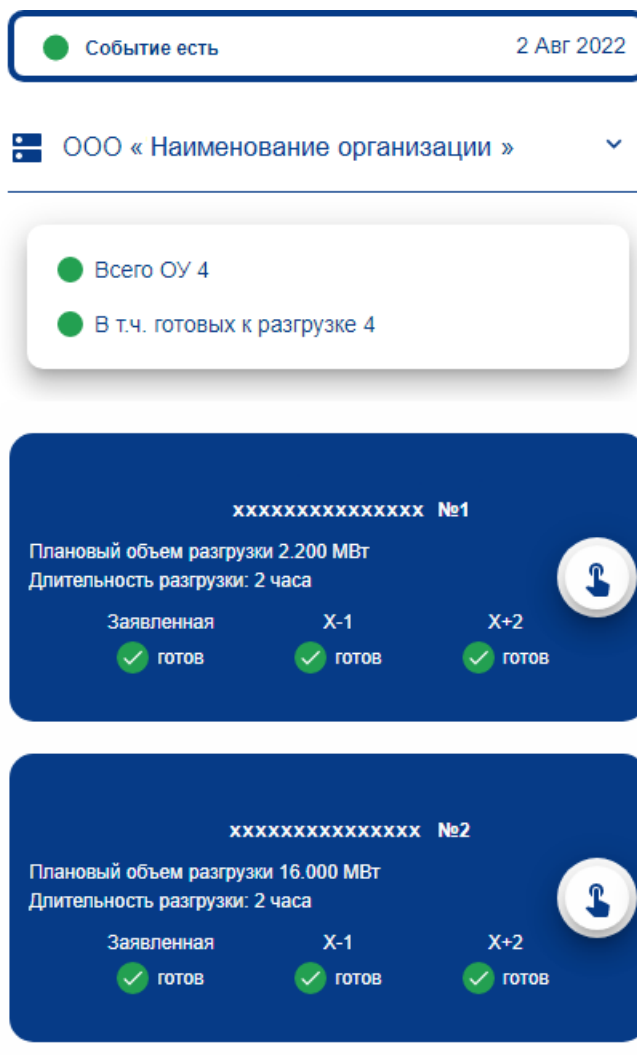 Событие есть 2 Авг 2022
ООО « Наименование организации »
Всего ОУ 4
В т.ч. готовых к разгрузке 4
xxxxxxxxxxxxxxx №1
Плановый объем разгрузки 2.200 МВт
Длительность разгрузки: 2 часа
Заявленная X-1 X+2
готов готов готов
xxxxxxxxxxxxxxx №2
Плановый объем разгрузки 16.000 МВт
Длительность разгрузки: 2 часа
Заявленная X-1 X+2
готов готов готов